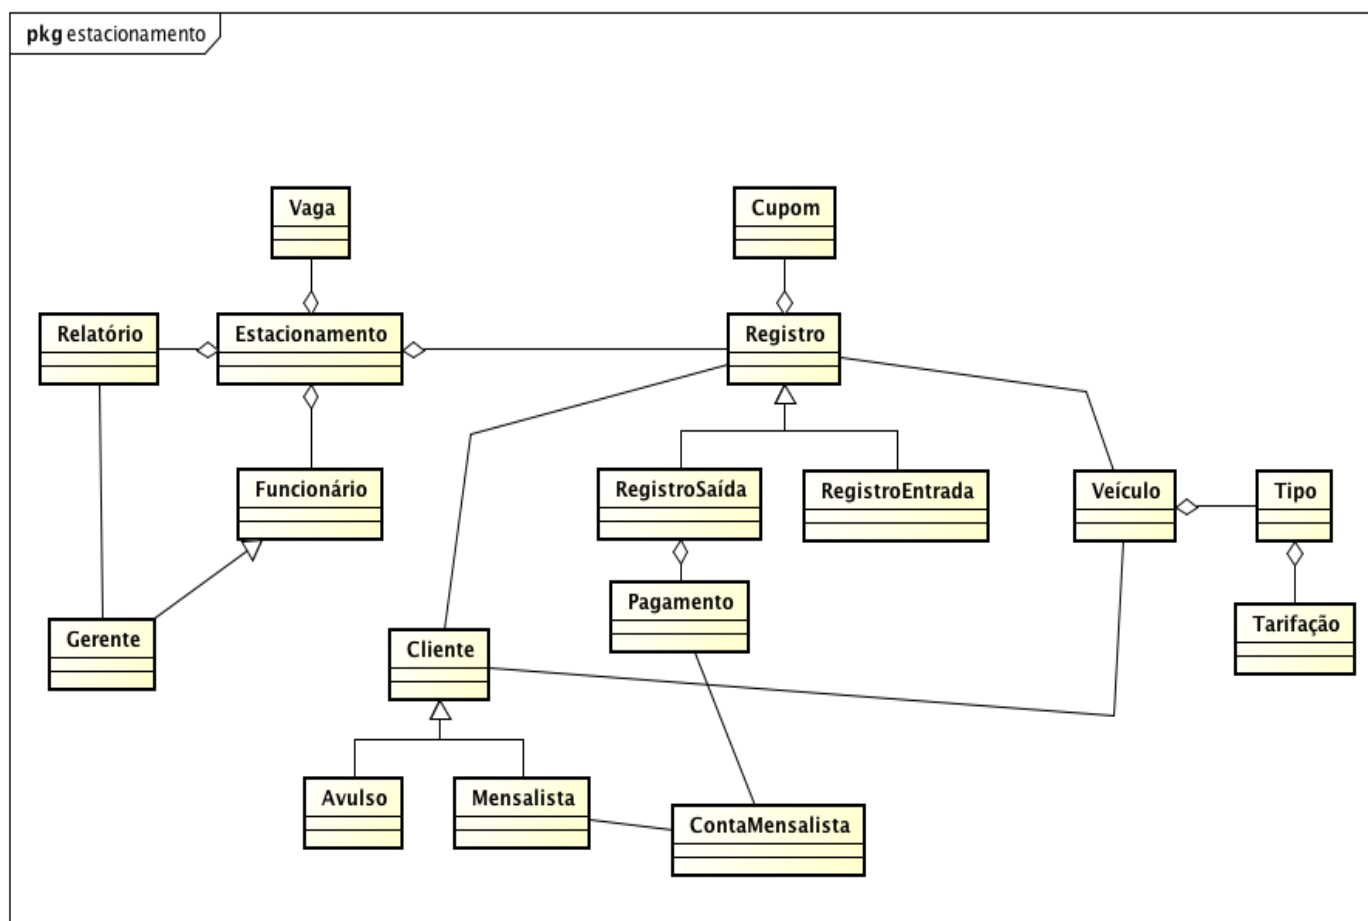 pkg estacionamento
Vaga
Cupom
Relatório
Estacionamento
Registro
Funcionário
RegistroSaída
RegistroEntrada
Veículo
Tipo
Pagamento
Tarifação
Gerente
Cliente
Avulso
Mensalista
ContaMensalista